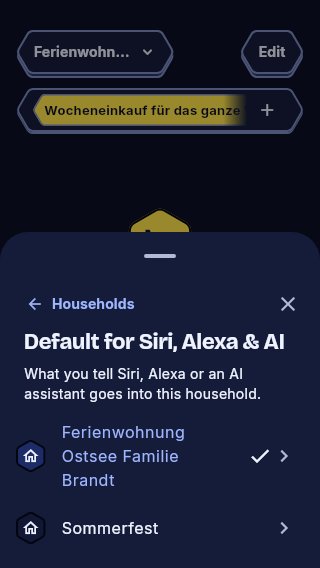 Ferienwohn...
Edit
Wocheneinkauf für das ganze
Households
Default for Siri, Alexa & AI
What you tell Siri, Alexa or an AI
assistant goes into this household.
Ferienwohnung
Ostsee Familie
Brandt
Sommerfest